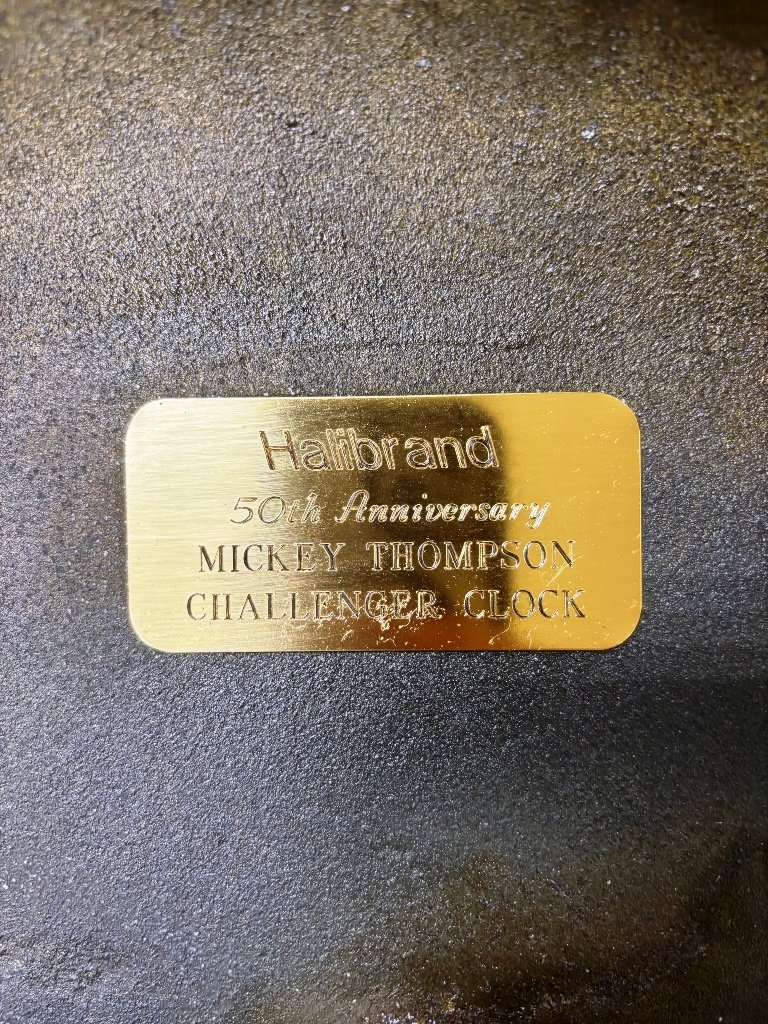 Halibrand
50th Anniversary
MICKEY THOMPSON
CHALLENGER CLOCK